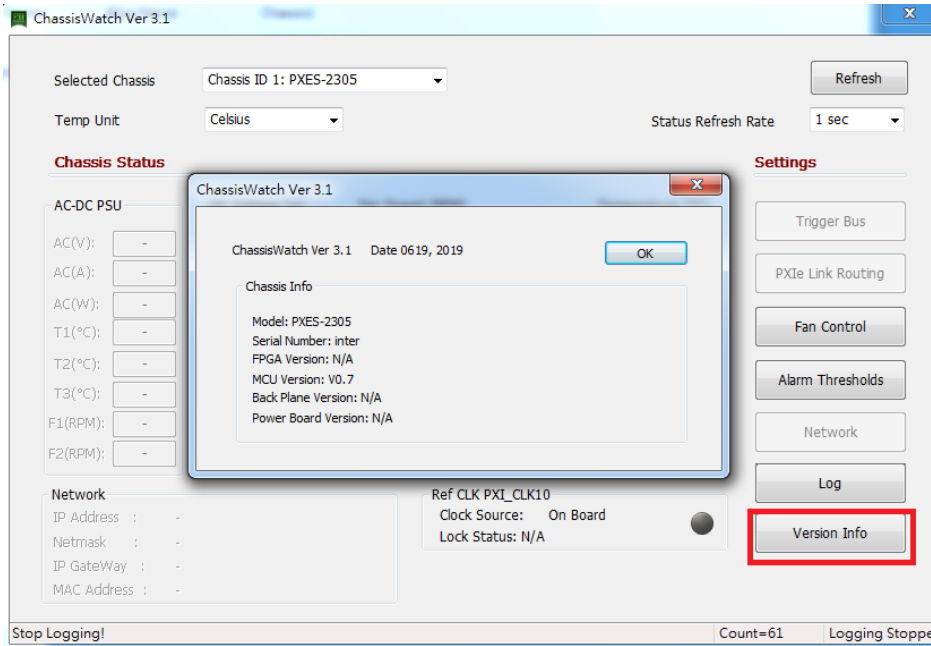 ChassisWatch Ver 3.1
Selected Chassis
Chassis ID 1: PXES-2305
Refresh
Temp Unit
Celsius
Status Refresh Rate
1 sec
Chassis Status
Settings
AC-DC PSU
AC(V): -
AC(A): -
AC(W): -
T1(°C): -
T2(°C): -
T3(°C): -
F1(RPM): -
F2(RPM): -
ChassisWatch Ver 3.1
ChassisWatch Ver 3.1 Date 0619, 2019
OK
Chassis Info
Model: PXES-2305
Serial Number: inter
FPGA Version: N/A
MCU Version: V0.7
Back Plane Version: N/A
Power Board Version: N/A
Trigger Bus
PXIe Link Routing
Fan Control
Alarm Thresholds
Network
Log
Version Info
Network
IP Address : -
Netmask : -
IP GateWay : -
MAC Address : -
Ref CLK PXI_CLK10
Clock Source: On Board
Lock Status: N/A
Stop Logging!
Count=61
Logging Stoppe